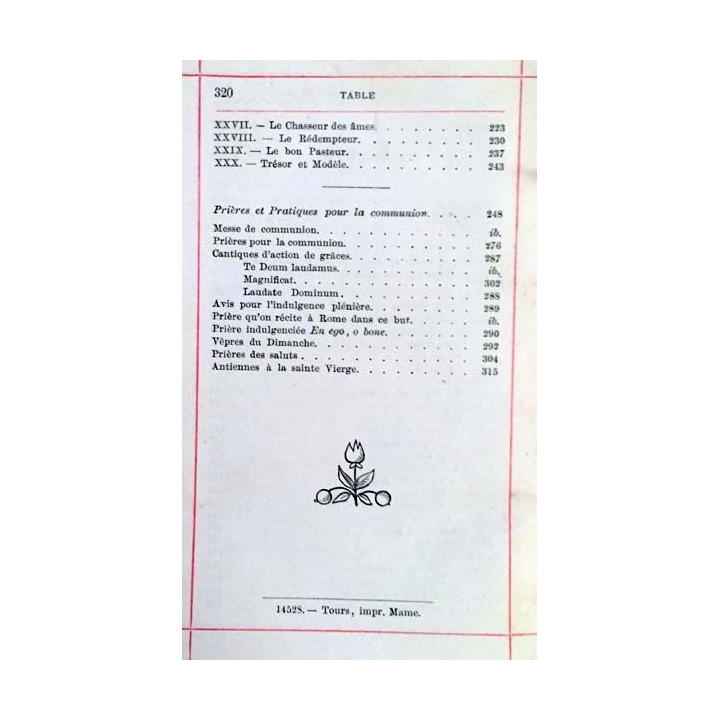 320 TABLE
XXVII. — Le Chasseur des âmes. . . . . . . . 223
XXVIII. — Le Rédempteur. . . . . . . . . 230
XXIX. — Le bon Pasteur. . . . . . . . . . 237
XXX. — Trésor et Modèle. . . . . . . . . . 243
Prières et Pratiques pour la communion. . . . . 248
Messe de communion. . . . . . . . . . . . ib.
Prières pour la communion. . . . . . . . . . 276
Cantiques d'action de grâces. . . . . . . . . . 287
Te Deum laudamus. . . . . . . . . . . ib.
Magnificat. . . . . . . . . . . . . . 302
Laudate Dominum . . . . . . . . . . . 288
Avis pour l'indulgence plénière. . . . . . . . 289
Prière qu'on récite à Rome dans ce but. . . . . . ib.
Prière indulgenciée En ego, o bone. . . . . . . 290
Vêpres du Dimanche. . . . . . . . . . . . 292
Prières des saluts . . . . . . . . . . . . . 304
Antiennes à la sainte Vierge. . . . . . . . . 315
14528. — Tours, impr. Mame.